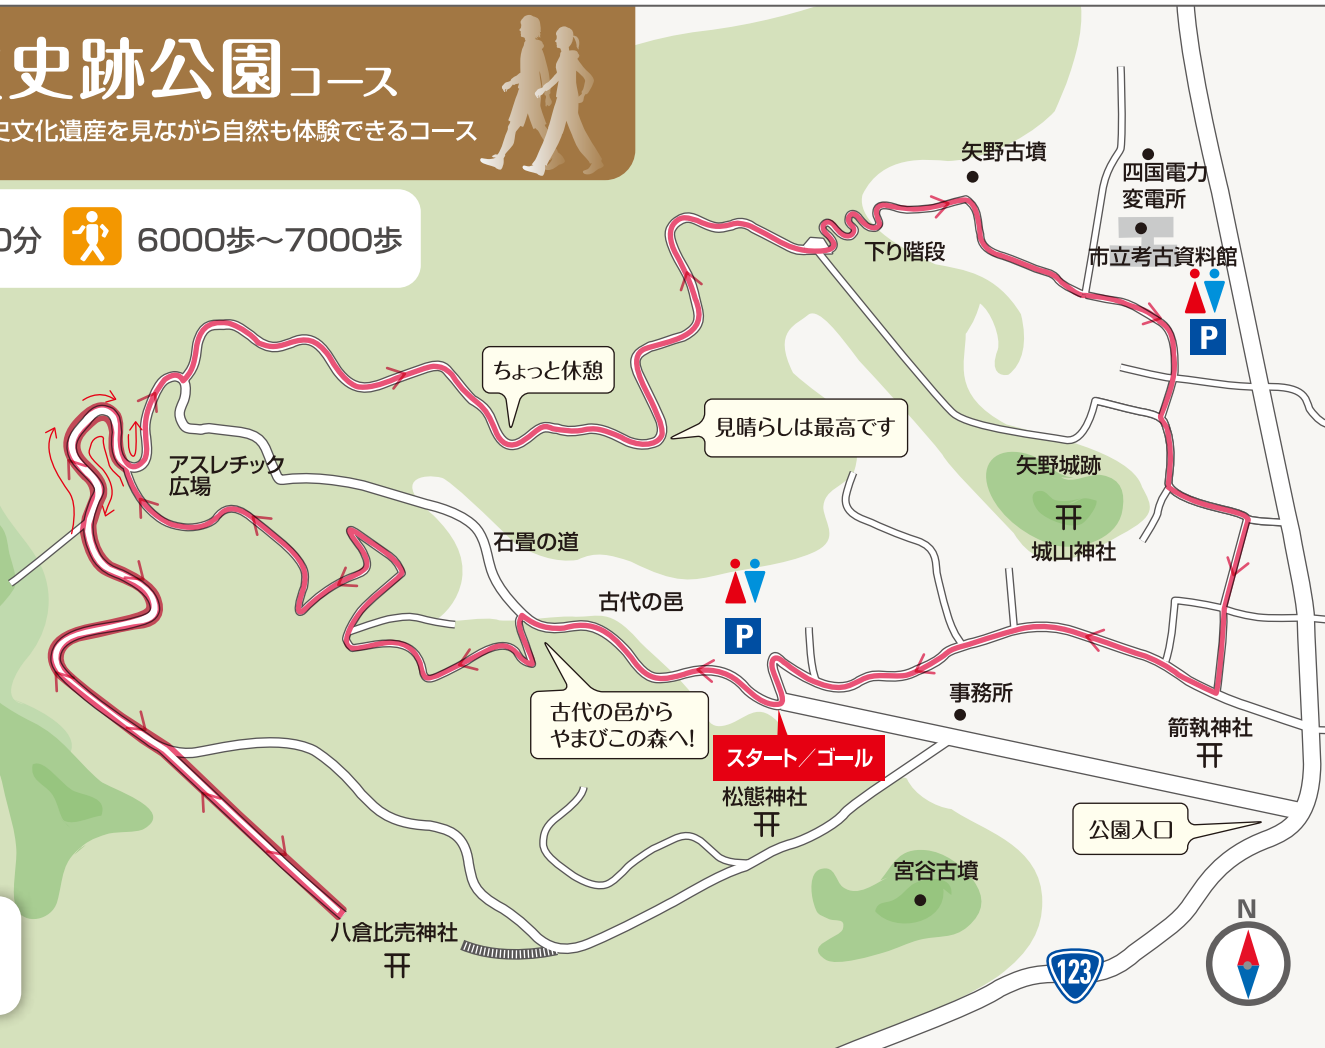 史跡公園コース
史文化遺産を見ながら自然も体験できるコース
0分
6000歩～7000歩
矢野古墳
四国電力
変電所
市立考古資料館
下り階段
P
ちょっと休憩
見晴らしは最高です
アスレチック
広場
矢野城跡
城山神社
石畳の道
古代の邑
P
事務所
古代の邑から
やまびこの森へ!
スタート／ゴール
箭執神社
松熊神社
公園入口
宮谷古墳
八倉比売神社
N
123